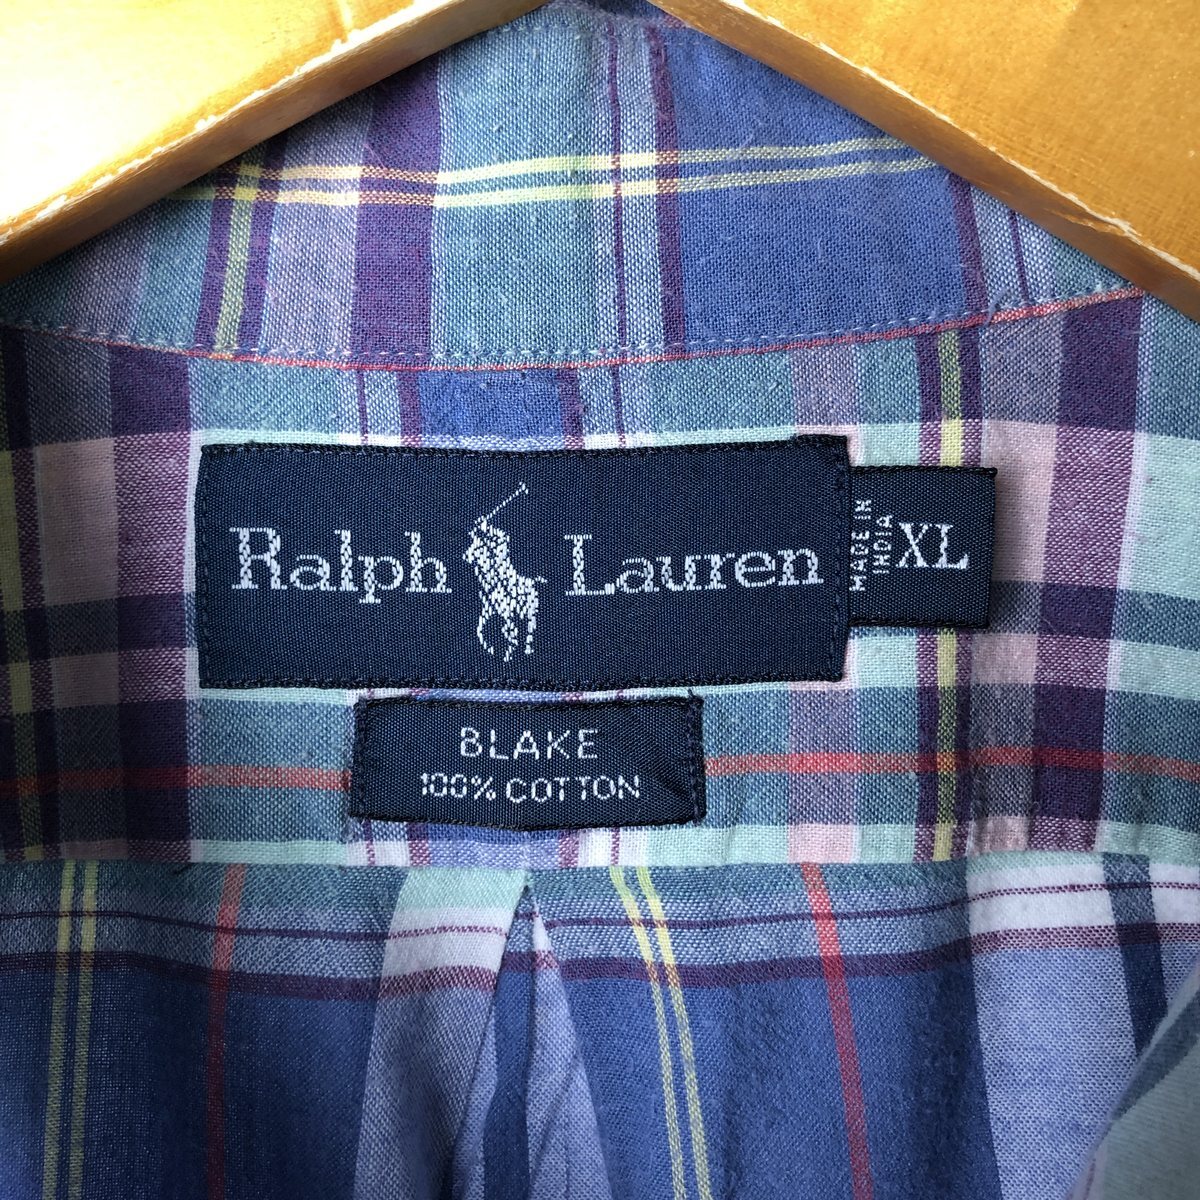 Ralph Lauren
MADE IN
INDIA
XL
BLAKE
100% COTTON